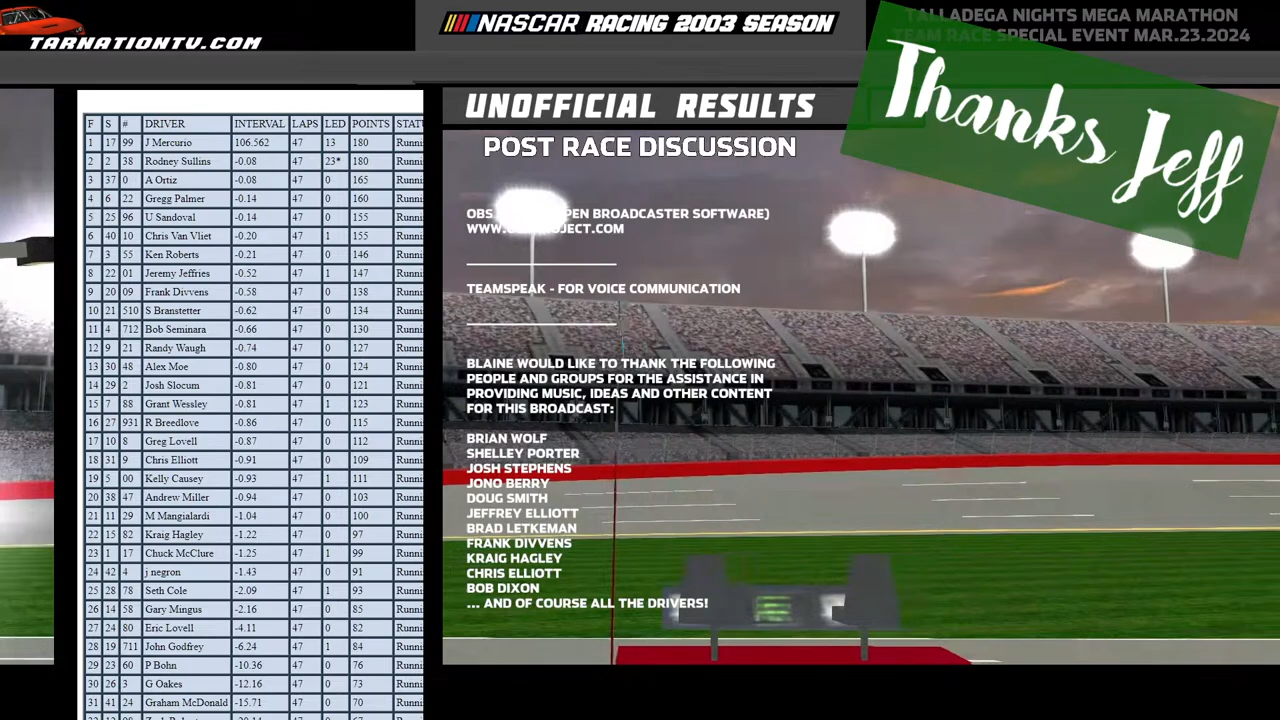 TARNATIONTV.COM
NASCAR RACING 2003 SEASON
TALLADEGA NIGHTS MEGA MARATHON
TEAM RACE SPECIAL EVENT MAR.23.2024
Thanks Jeff
F S # DRIVER INTERVAL LAPS LED POINTS
1 17 99 J Mercurio 106.562 47 13 180
2 2 38 Rodney Sullins -0.08 47 23* 180
3 37 0 A Ortiz -0.08 47 0 165
4 6 22 Gregg Palmer -0.14 47 0 160
5 25 96 U Sandoval -0.14 47 0 155
6 40 10 Chris Van Vliet -0.20 47 1 155
7 3 55 Ken Roberts -0.21 47 0 146
8 22 01 Jeremy Jeffries -0.52 47 1 147
9 20 09 Frank Divvens -0.58 47 0 138
10 21 510 S Branstetter -0.62 47 0 134
11 4 712 Bob Seminara -0.66 47 0 130
12 9 21 Randy Waugh -0.74 47 0 127
13 30 48 Alex Moe -0.80 47 0 124
14 29 2 Josh Slocum -0.81 47 0 121
15 7 88 Grant Wessley -0.81 47 1 123
16 27 931 R Breedlove -0.86 47 0 115
17 10 8 Greg Lovell -0.87 47 0 112
18 31 9 Chris Elliott -0.91 47 0 109
19 5 00 Kelly Causey -0.93 47 1 111
20 38 47 Andrew Miller -0.94 47 0 103
21 11 29 M Mangialardi -1.04 47 0 100
22 15 82 Kraig Hagley -1.22 47 0 97
23 1 17 Chuck McClure -1.25 47 1 99
24 42 4 j negron -1.43 47 0 91
25 28 78 Seth Cole -2.09 47 1 93
26 14 58 Gary Mingus -2.16 47 0 85
27 24 80 Eric Lovell -4.11 47 0 82
28 19 711 John Godfrey -6.24 47 1 84
29 23 60 P Bohn -10.36 47 0 76
30 26 3 G Oakes -12.16 47 0 73
31 41 24 Graham McDonald -15.71 47 0 70
UNOFFICIAL RESULTS
POST RACE DISCUSSION
OBS BROADCASTER SOFTWARE)
TEAMSPEAK - FOR VOICE COMMUNICATION
BLAINE WOULD LIKE TO THANK THE FOLLOWING
PEOPLE AND GROUPS FOR THE ASSISTANCE IN
PROVIDING MUSIC, IDEAS AND OTHER CONTENT
FOR THIS BROADCAST:
BRIAN WOLF
SHELLEY PORTER
JOSH STEPHENS
JONO BERRY
DOUG SMITH
JEFFREY ELLIOTT
BRAD LETKEMAN
FRANK DIVVENS
KRAIG HAGLEY
CHRIS ELLIOTT
BOB DIXON
... AND OF COURSE ALL THE DRIVERS!